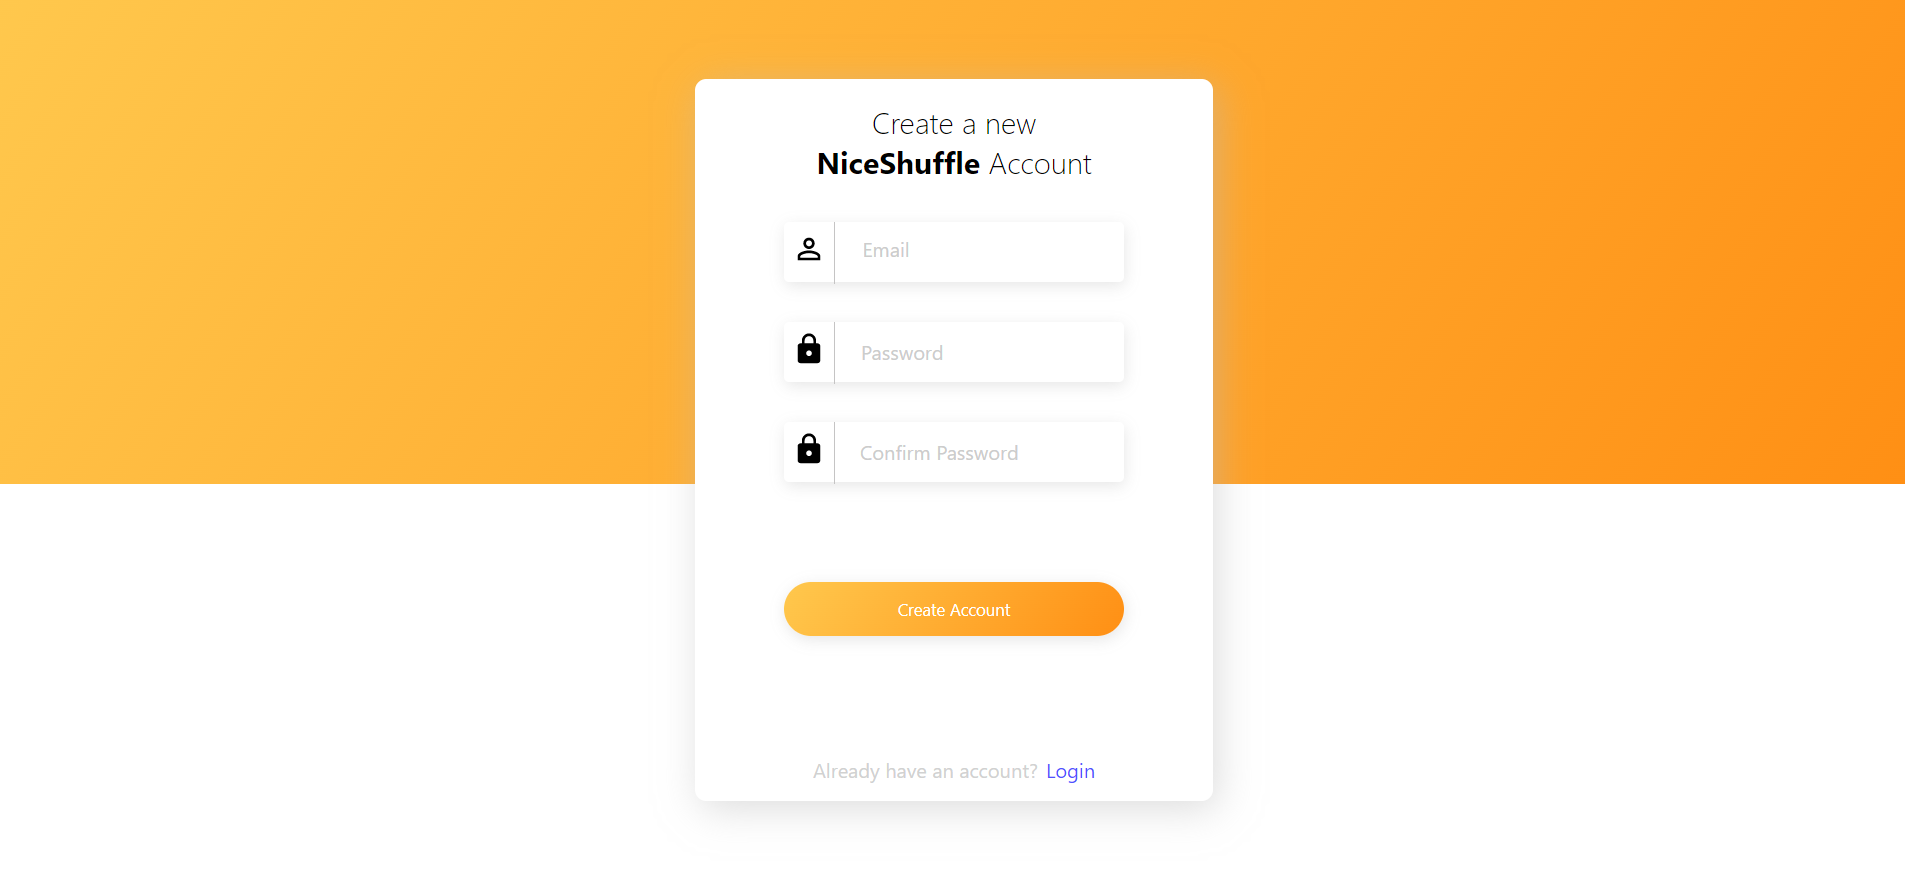 Create a new
NiceShuffle Account
Email
Password
Confirm Password
Create Account
Already have an account? Login